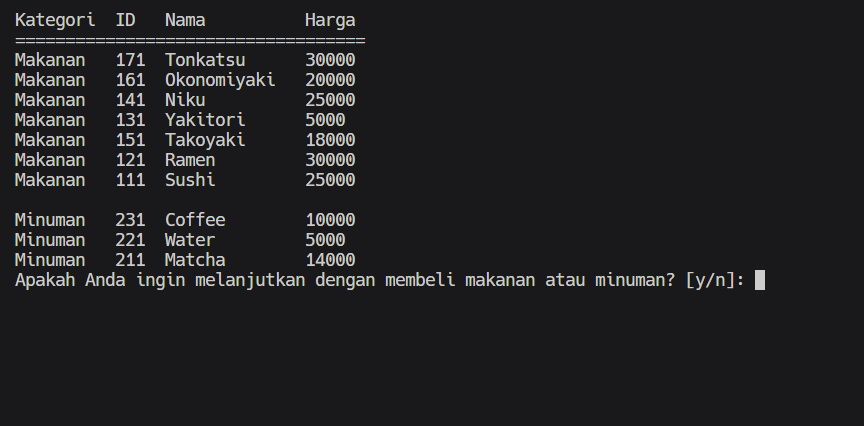 Kategori  ID   Nama          Harga
===================================
Makanan   171  Tonkatsu      30000
Makanan   161  Okonomiyaki   20000
Makanan   141  Niku          25000
Makanan   131  Yakitori      5000
Makanan   151  Takoyaki      18000
Makanan   121  Ramen         30000
Makanan   111  Sushi         25000

Minuman   231  Coffee        10000
Minuman   221  Water         5000
Minuman   211  Matcha        14000
Apakah Anda ingin melanjutkan dengan membeli makanan atau minuman? [y/n]: